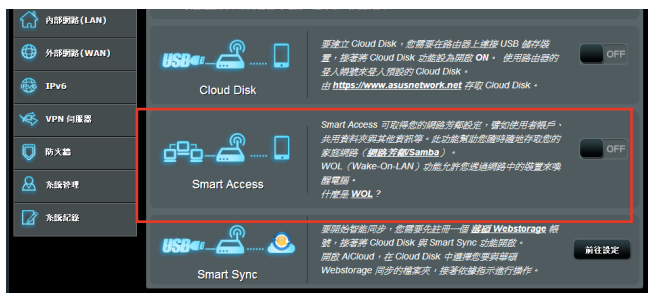 內部網路(LAN)
外部網路(WAN)
IPv6
VPN 伺服器
防火牆
系統管理
系統紀錄
USB
Cloud Disk
要建立 Cloud Disk，您需要在路由器上連接 USB 儲存裝
置，接著將 Cloud Disk 功能設為開啟 ON。 使用路由器的
登入帳號來登入預設的 Cloud Disk。
由 https://www.asusnetwork.net 存取 Cloud Disk。
OFF
Smart Access
Smart Access 可取得您的網路芳鄰設定，譬如使用者帳戶、
共用資料夾與其他資訊等。此功能幫助您隨時隨地存取您的
家庭網路（網路芳鄰/Samba）。
WOL（Wake-On-LAN）功能允許您透過網路中的裝置來喚
醒電腦。
什麼是 WOL？
OFF
USB
Smart Sync
要開始智能同步，您需要先註冊一個 華碩 Webstorage 帳
號，接著將 Cloud Disk 與 Smart Sync 功能開啟。
開啟 AiCloud，在 Cloud Disk 中選擇您要與華碩
Webstorage 同步的檔案夾，接著依據指示進行操作。
前往設定